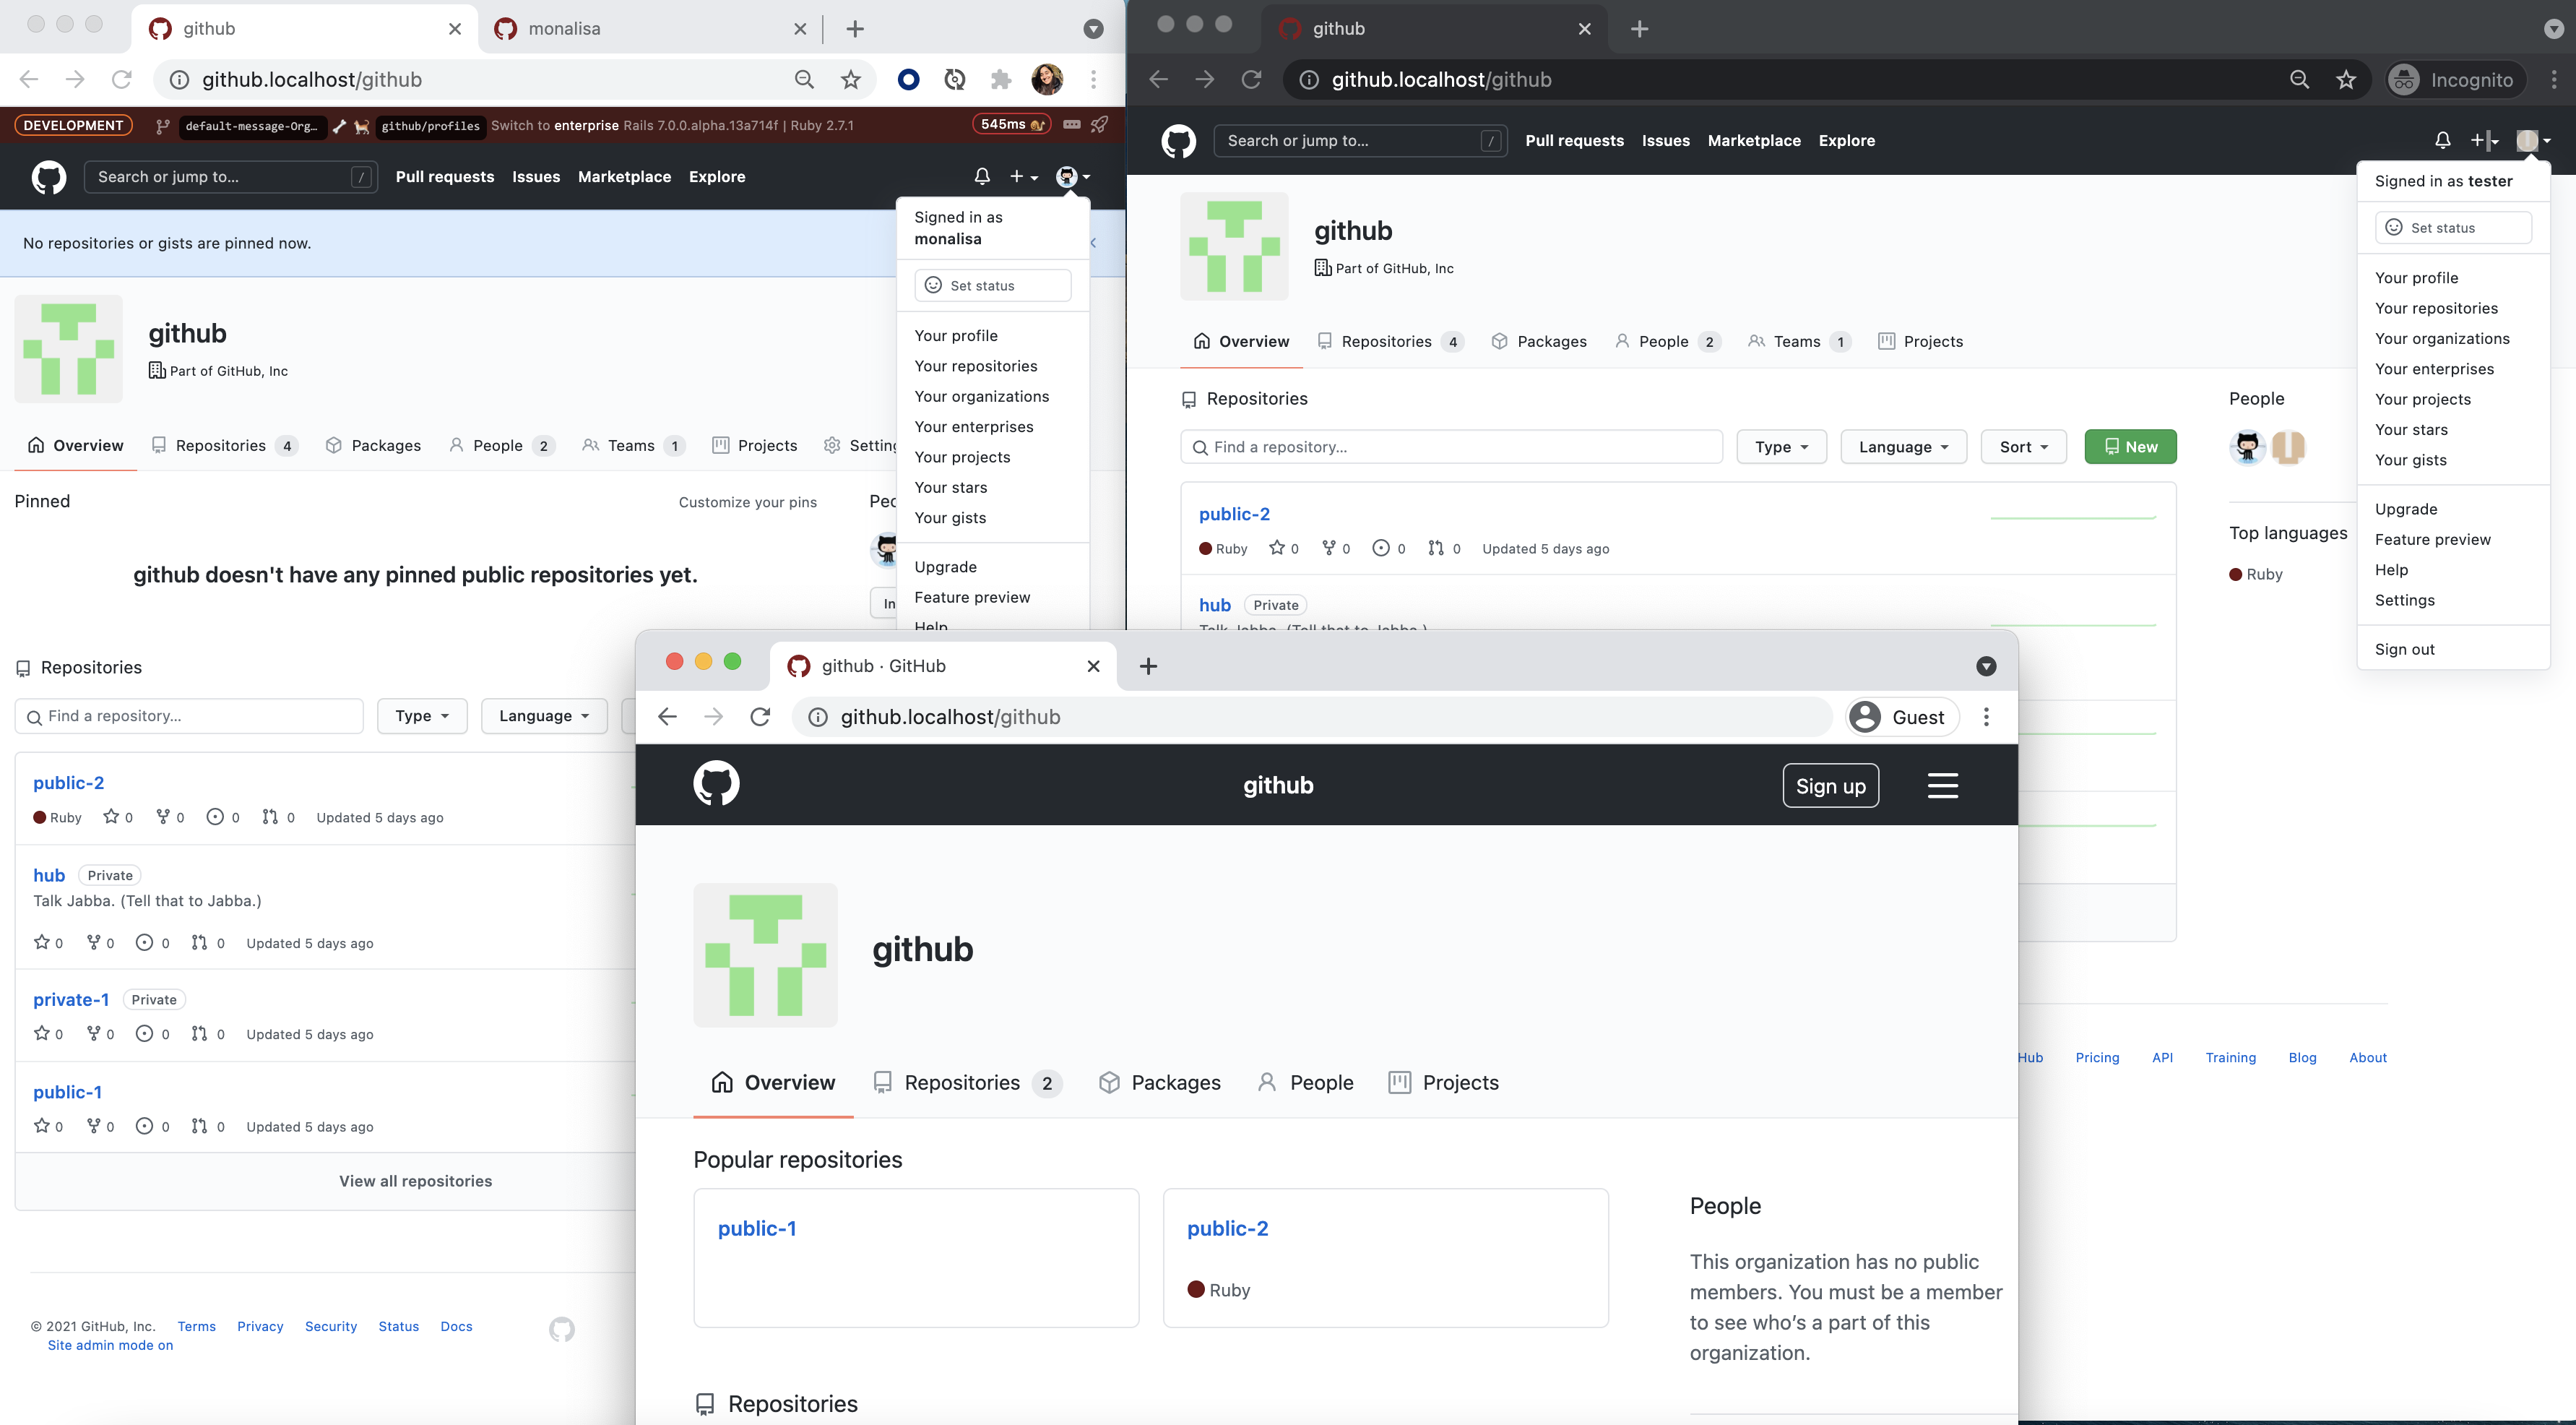 github
monalisa
github.localhost/github
DEVELOPMENT default-message-Org… github/profiles Switch to enterprise Rails 7.0.0.alpha.13a714f | Ruby 2.7.1 545ms
Search or jump to… / Pull requests Issues Marketplace Explore
No repositories or gists are pinned now.
Signed in as
monalisa
Set status
Your profile
Your repositories
Your organizations
Your enterprises
Your projects
Your stars
Your gists
Upgrade
Feature preview
Help
github
Part of GitHub, Inc
Overview Repositories 4 Packages People 2 Teams 1 Projects
Pinned Customize your pins
github doesn't have any pinned public repositories yet.
Repositories
Find a repository… Type Language
public-2
Ruby 0 0 0 0 Updated 5 days ago
hub Private
Talk Jabba. (Tell that to Jabba.)
0 0 0 0 Updated 5 days ago
private-1 Private
0 0 0 0 Updated 5 days ago
public-1
0 0 0 0 Updated 5 days ago
View all repositories
© 2021 GitHub, Inc. Terms Privacy Security Status Docs
Site admin mode on
github
github.localhost/github Incognito
Search or jump to… / Pull requests Issues Marketplace Explore
Signed in as tester
Set status
Your profile
Your repositories
Your organizations
Your enterprises
Your projects
Your stars
Your gists
Upgrade
Feature preview
Help
Settings
Sign out
github
Part of GitHub, Inc
Overview Repositories 4 Packages People 2 Teams 1 Projects
Repositories
Find a repository… Type Language Sort New
public-2
Ruby 0 0 0 0 Updated 5 days ago
hub Private
Talk Jabba. (Tell that to Jabba.)
People
Top languages
Ruby
Hub Pricing API Training Blog About
github · GitHub
github.localhost/github Guest
github Sign up
github
Overview Repositories 2 Packages People Projects
Popular repositories
public-1
public-2
Ruby
People
This organization has no public
members. You must be a member
to see who's a part of this
organization.
Repositories